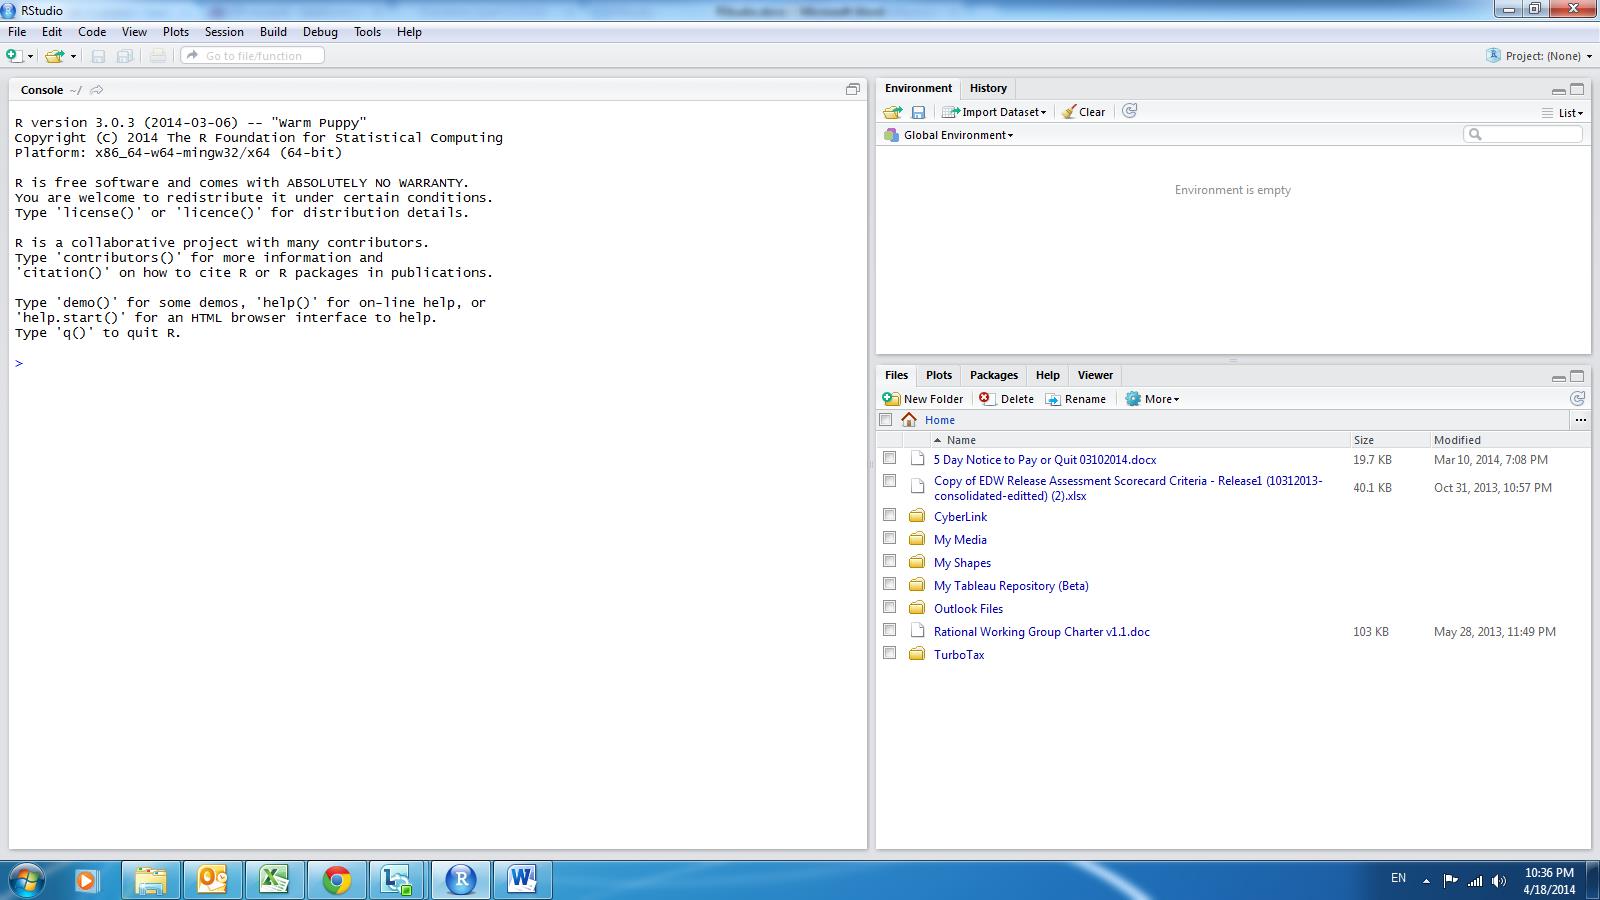 RStudio
File Edit Code View Plots Session Build Debug Tools Help
Go to file/function
Project: (None)
Console ~/
R version 3.0.3 (2014-03-06) -- "Warm Puppy"
Copyright (C) 2014 The R Foundation for Statistical Computing
Platform: x86_64-w64-mingw32/x64 (64-bit)
R is free software and comes with ABSOLUTELY NO WARRANTY.
You are welcome to redistribute it under certain conditions.
Type 'license()' or 'licence()' for distribution details.
R is a collaborative project with many contributors.
Type 'contributors()' for more information and
'citation()' on how to cite R or R packages in publications.
Type 'demo()' for some demos, 'help()' for on-line help, or
'help.start()' for an HTML browser interface to help.
Type 'q()' to quit R.
>
Environment History
Import Dataset Clear List
Global Environment
Environment is empty
Files Plots Packages Help Viewer
New Folder Delete Rename More
Home ...
Name Size Modified
5 Day Notice to Pay or Quit 03102014.docx 19.7 KB Mar 10, 2014, 7:08 PM
Copy of EDW Release Assessment Scorecard Criteria - Release1 (10312013-
consolidated-editted) (2).xlsx 40.1 KB Oct 31, 2013, 10:57 PM
CyberLink
My Media
My Shapes
My Tableau Repository (Beta)
Outlook Files
Rational Working Group Charter v1.1.doc 103 KB May 28, 2013, 11:49 PM
TurboTax
EN
10:36 PM
4/18/2014